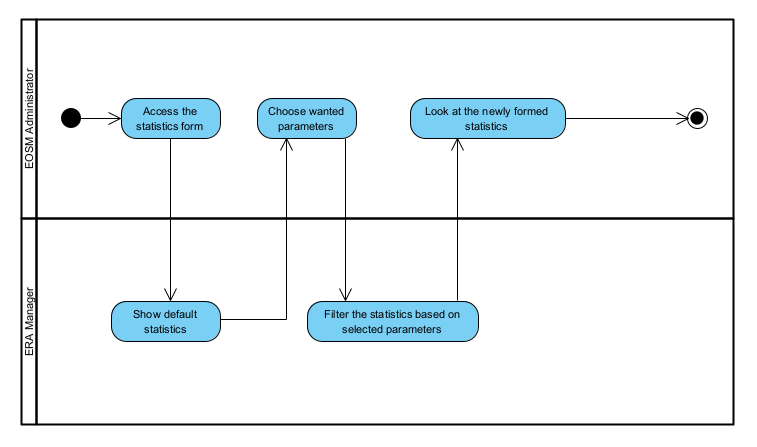 EOSM Administrator
Access the
statistics form
Choose wanted
parameters
Look at the newly formed
statistics
ERA Manager
Show default
statistics
Filter the statistics based on
selected parameters